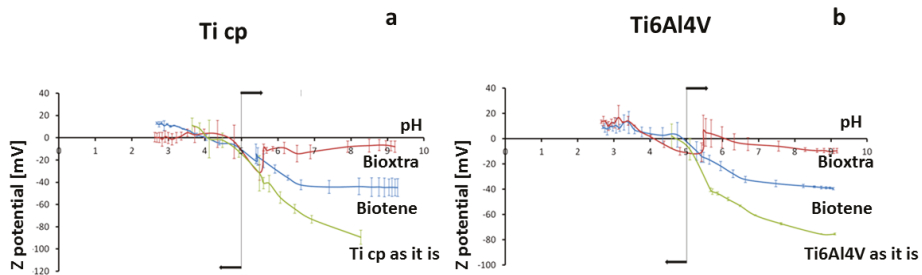 Ti cp
a
Z potential [mV]
40
20
0
-20
-40
-60
-80
-100
-120
0 1 2 3 4 5 6 7 8 9 10
pH
Bioxtra
Biotene
Ti cp as it is
Ti6Al4V
b
Z potential [mV]
40
20
0
-20
-40
-60
-80
-100
0 1 2 3 4 5 6 7 8 9 10
pH
Bioxtra
Biotene
Ti6Al4V as it is